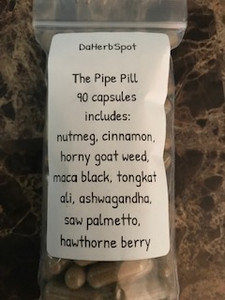 DaHerbSpot
The Pipe Pill
90 capsules
includes:
nutmeg, cinnamon,
horny goat weed,
maca black, tongkat
ali, ashwagandha,
saw palmetto,
hawthorne berry